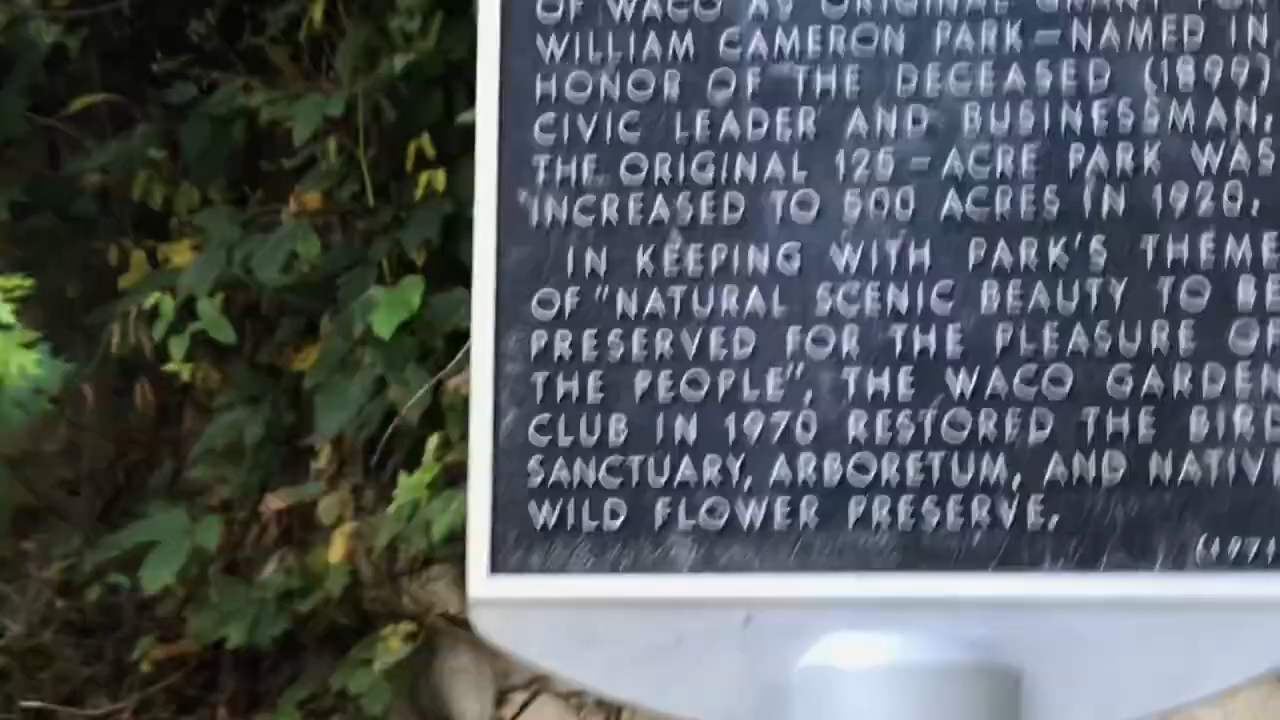 OF WACO AS ORIGINAL GRANT FOR
WILLIAM CAMERON PARK—NAMED IN
HONOR OF THE DECEASED (1899)
CIVIC LEADER AND BUSINESSMAN.
THE ORIGINAL 125-ACRE PARK WAS
INCREASED TO 500 ACRES IN 1920.
IN KEEPING WITH PARK'S THEME
OF "NATURAL SCENIC BEAUTY TO BE
PRESERVED FOR THE PLEASURE OF
THE PEOPLE", THE WACO GARDEN
CLUB IN 1970 RESTORED THE BIRD
SANCTUARY, ARBORETUM, AND NATIV
WILD FLOWER PRESERVE.
(1971